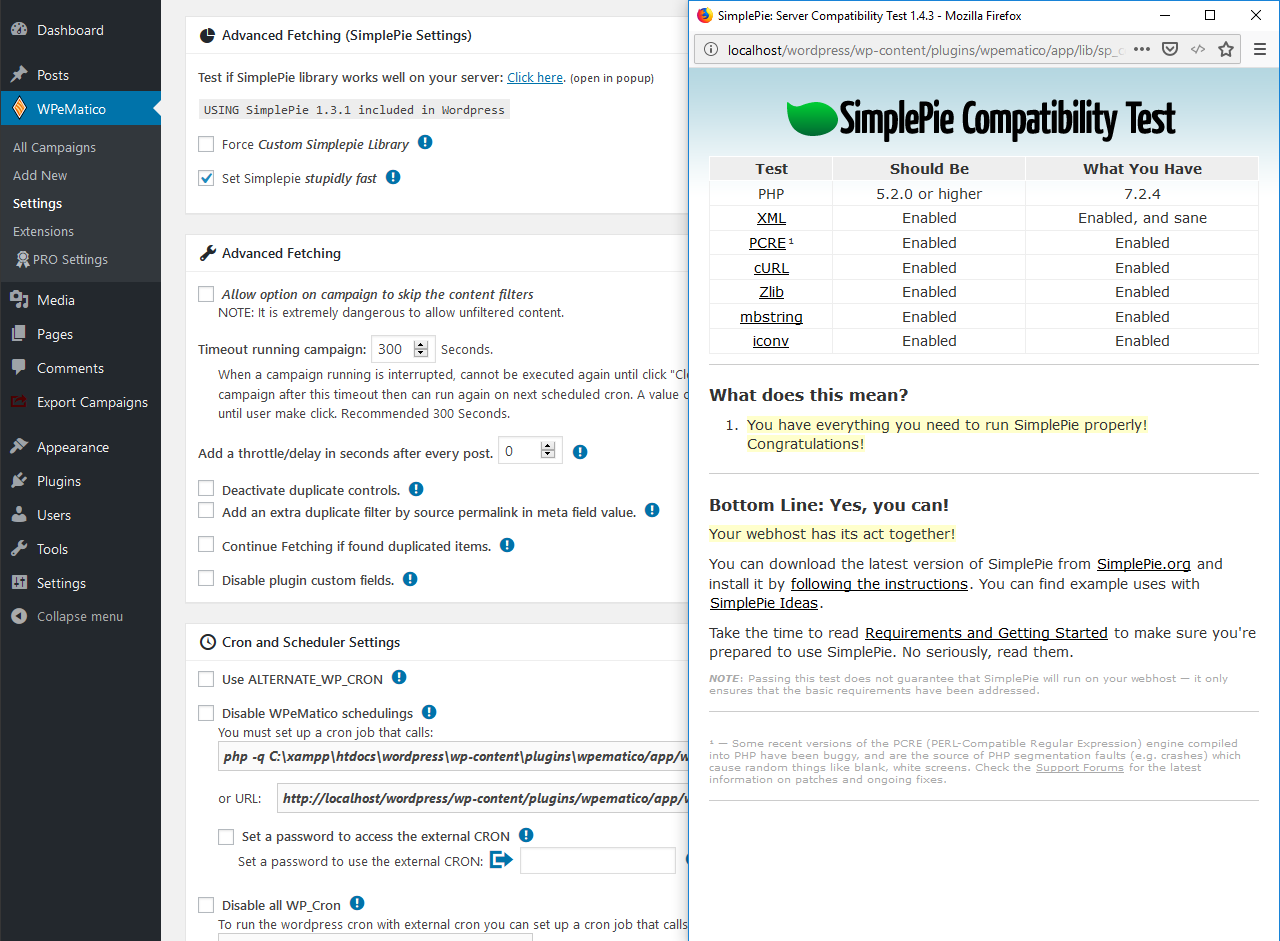 Dashboard
Posts
WPeMatico
All Campaigns
Add New
Settings
Extensions
PRO Settings
Media
Pages
Comments
Export Campaigns
Appearance
Plugins
Users
Tools
Settings
Collapse menu
Advanced Fetching (SimplePie Settings)
Test if SimplePie library works well on your server: Click here. (open in popup)
USING SimplePie 1.3.1 included in Wordpress
Force Custom Simplepie Library
Set Simplepie stupidly fast
Advanced Fetching
Allow option on campaign to skip the content filters
NOTE: It is extremely dangerous to allow unfiltered content.
Timeout running campaign: 300 Seconds.
When a campaign running is interrupted, cannot be executed again until click "Cle
campaign after this timeout then can run again on next scheduled cron. A value o
until user make click. Recommended 300 Seconds.
Add a throttle/delay in seconds after every post. 0
Deactivate duplicate controls.
Add an extra duplicate filter by source permalink in meta field value.
Continue Fetching if found duplicated items.
Disable plugin custom fields.
Cron and Scheduler Settings
Use ALTERNATE_WP_CRON
Disable WPeMatico schedulings
You must set up a cron job that calls:
php -q C:\xampp\htdocs\wordpress\wp-content\plugins\wpematico/app/w
or URL: http://localhost/wordpress/wp-content/plugins/wpematico/app/w
Set a password to access the external CRON
Set a password to use the external CRON:
Disable all WP_Cron
To run the wordpress cron with external cron you can set up a cron job that calls
SimplePie: Server Compatibility Test 1.4.3 - Mozilla Firefox
localhost/wordpress/wp-content/plugins/wpematico/app/lib/sp_c
SimplePie Compatibility Test
Test Should Be What You Have
PHP 5.2.0 or higher 7.2.4
XML Enabled Enabled, and sane
PCRE¹ Enabled Enabled
cURL Enabled Enabled
Zlib Enabled Enabled
mbstring Enabled Enabled
iconv Enabled Enabled
What does this mean?
1. You have everything you need to run SimplePie properly!
Congratulations!
Bottom Line: Yes, you can!
Your webhost has its act together!
You can download the latest version of SimplePie from SimplePie.org and
install it by following the instructions. You can find example uses with
SimplePie Ideas.
Take the time to read Requirements and Getting Started to make sure you're
prepared to use SimplePie. No seriously, read them.
NOTE: Passing this test does not guarantee that SimplePie will run on your webhost — it only
ensures that the basic requirements have been addressed.
¹ — Some recent versions of the PCRE (PERL-Compatible Regular Expression) engine compiled
into PHP have been buggy, and are the source of PHP segmentation faults (e.g. crashes) which
cause random things like blank, white screens. Check the Support Forums for the latest
information on patches and ongoing fixes.